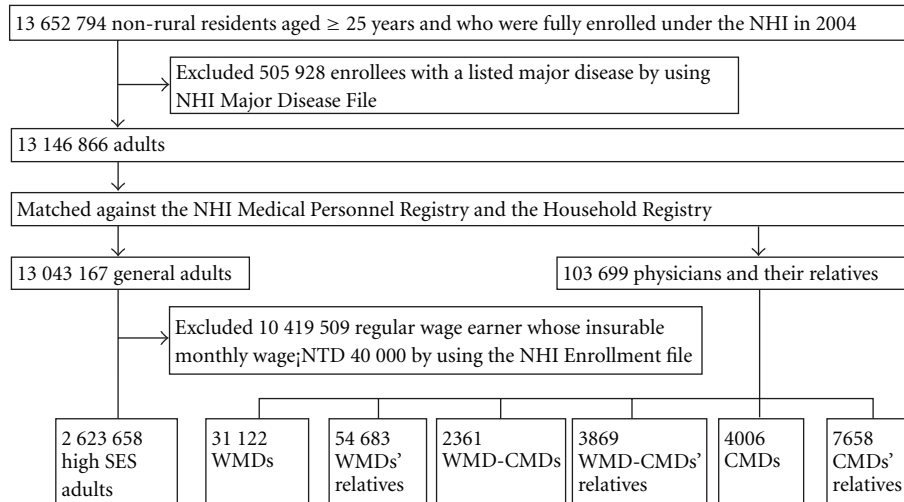 13 652 794 non-rural residents aged ≥ 25 years and who were fully enrolled under the NHI in 2004
Excluded 505 928 enrollees with a listed major disease by using
NHI Major Disease File
13 146 866 adults
Matched against the NHI Medical Personnel Registry and the Household Registry
13 043 167 general adults
103 699 physicians and their relatives
Excluded 10 419 509 regular wage earner whose insurable
monthly wage¡NTD 40 000 by using the NHI Enrollment file
2 623 658
high SES
adults
31 122
WMDs
54 683
WMDs’
relatives
2361
WMD-CMDs
3869
WMD-CMDs’
relatives
4006
CMDs
7658
CMDs’
relatives